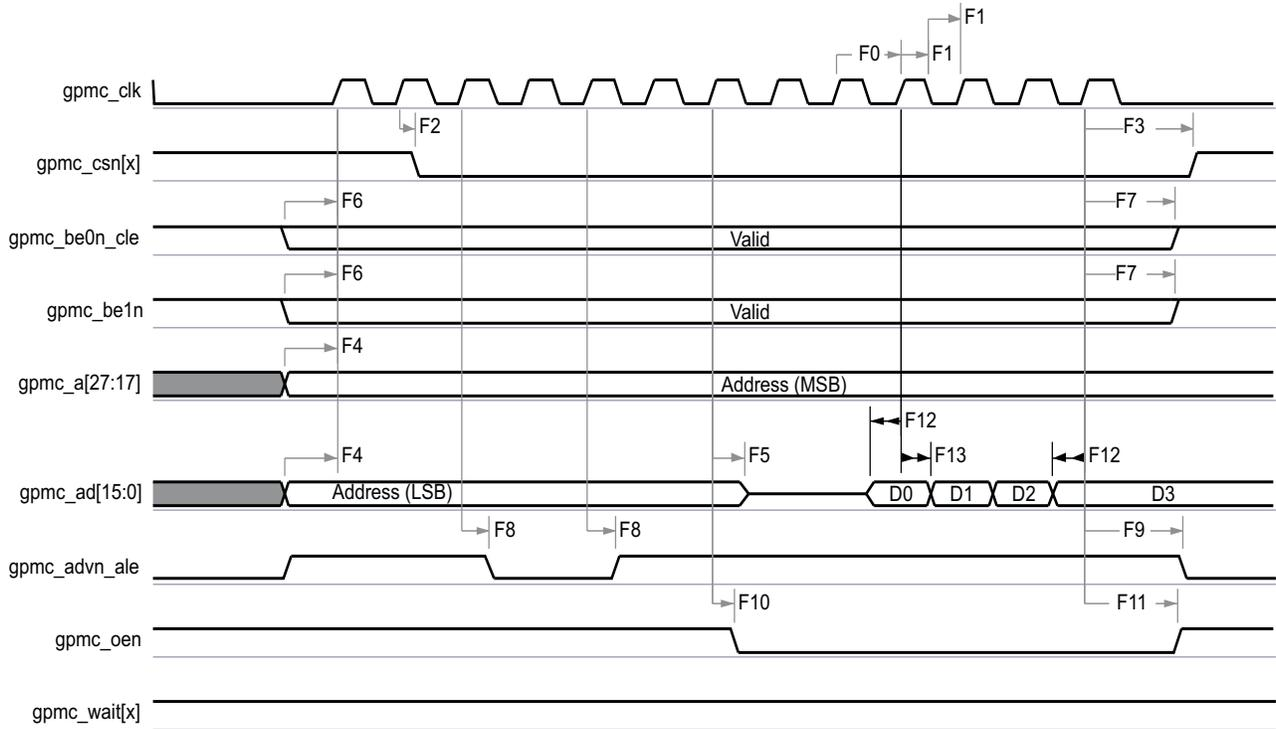 F1
F0 F1
gpmc_clk
F2 F3
gpmc_csn[x]
F6 F7
gpmc_be0n_cle Valid
F6 F7
gpmc_be1n Valid
F4
gpmc_a[27:17] Address (MSB)
F12
F4 F5 F13 F12
gpmc_ad[15:0] Address (LSB) D0 D1 D2 D3
F8 F8 F9
gpmc_advn_ale
F10 F11
gpmc_oen
gpmc_wait[x]